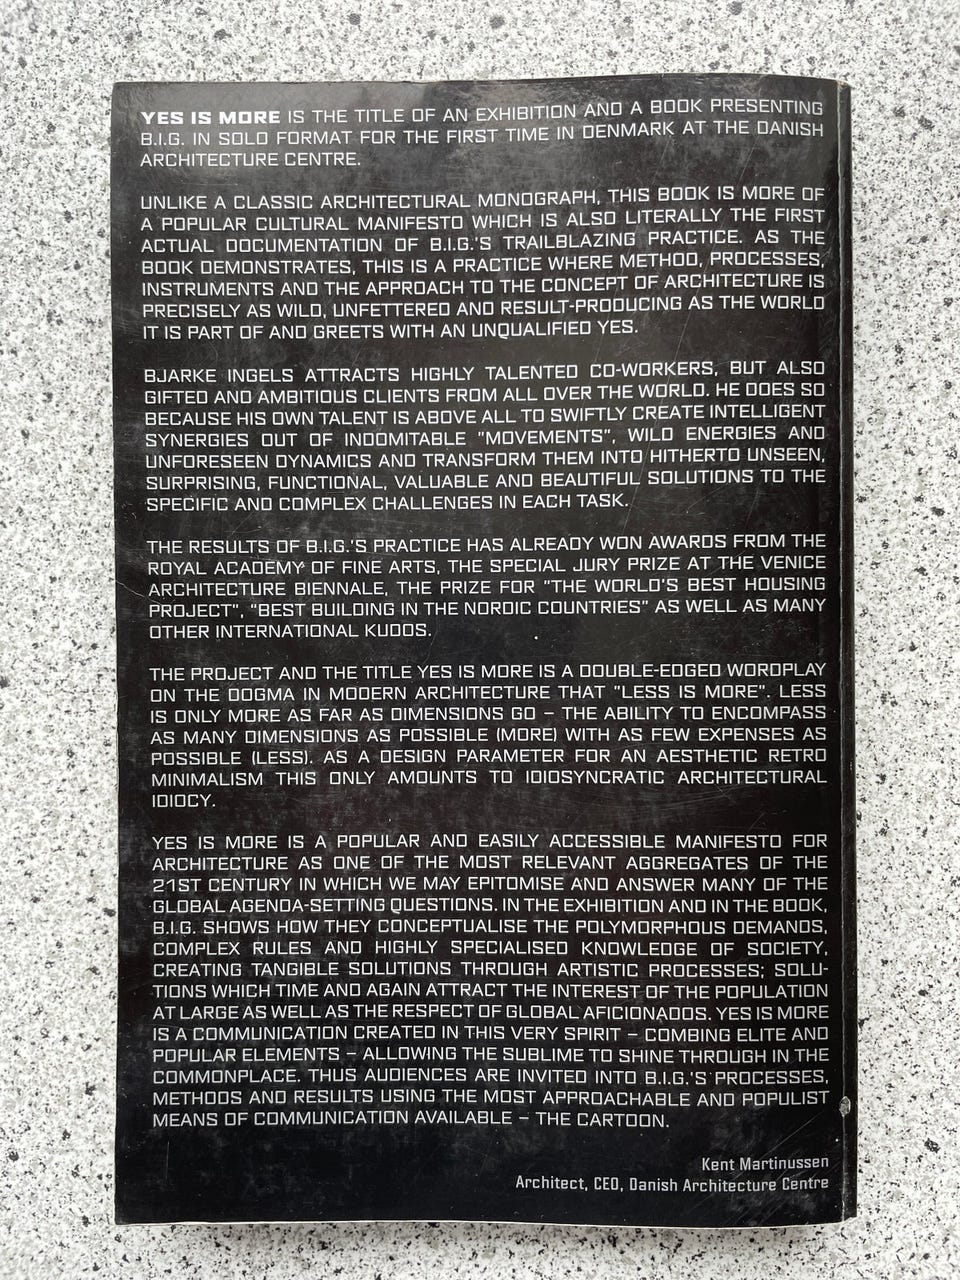 YES IS MORE IS THE TITLE OF AN EXHIBITION AND A BOOK PRESENTING
B.I.G. IN SOLO FORMAT FOR THE FIRST TIME IN DENMARK AT THE DANISH
ARCHITECTURE CENTRE.
UNLIKE A CLASSIC ARCHITECTURAL MONOGRAPH, THIS BOOK IS MORE OF
A POPULAR CULTURAL MANIFESTO WHICH IS ALSO LITERALLY THE FIRST
ACTUAL DOCUMENTATION OF B.I.G.'S TRAILBLAZING PRACTICE. AS THE
BOOK DEMONSTRATES, THIS IS A PRACTICE WHERE METHOD, PROCESSES,
INSTRUMENTS AND THE APPROACH TO THE CONCEPT OF ARCHITECTURE IS
PRECISELY AS WILD, UNFETTERED AND RESULT-PRODUCING AS THE WORLD
IT IS PART OF AND GREETS WITH AN UNQUALIFIED YES.
BJARKE INGELS ATTRACTS HIGHLY TALENTED CO-WORKERS, BUT ALSO
GIFTED AND AMBITIOUS CLIENTS FROM ALL OVER THE WORLD. HE DOES SO
BECAUSE HIS OWN TALENT IS ABOVE ALL TO SWIFTLY CREATE INTELLIGENT
SYNERGIES OUT OF INDOMITABLE "MOVEMENTS", WILD ENERGIES AND
UNFORESEEN DYNAMICS AND TRANSFORM THEM INTO HITHERTO UNSEEN,
SURPRISING, FUNCTIONAL, VALUABLE AND BEAUTIFUL SOLUTIONS TO THE
SPECIFIC AND COMPLEX CHALLENGES IN EACH TASK.
THE RESULTS OF B.I.G.'S PRACTICE HAS ALREADY WON AWARDS FROM THE
ROYAL ACADEMY OF FINE ARTS, THE SPECIAL JURY PRIZE AT THE VENICE
ARCHITECTURE BIENNALE, THE PRIZE FOR "THE WORLD'S BEST HOUSING
PROJECT", "BEST BUILDING IN THE NORDIC COUNTRIES" AS WELL AS MANY
OTHER INTERNATIONAL KUDOS.
THE PROJECT AND THE TITLE YES IS MORE IS A DOUBLE-EDGED WORDPLAY
ON THE DOGMA IN MODERN ARCHITECTURE THAT "LESS IS MORE". LESS
IS ONLY MORE AS FAR AS DIMENSIONS GO – THE ABILITY TO ENCOMPASS
AS MANY DIMENSIONS AS POSSIBLE (MORE) WITH AS FEW EXPENSES AS
POSSIBLE (LESS). AS A DESIGN PARAMETER FOR AN AESTHETIC RETRO
MINIMALISM THIS ONLY AMOUNTS TO IDIOSYNCRATIC ARCHITECTURAL
IDIOCY.
YES IS MORE IS A POPULAR AND EASILY ACCESSIBLE MANIFESTO FOR
ARCHITECTURE AS ONE OF THE MOST RELEVANT AGGREGATES OF THE
21ST CENTURY IN WHICH WE MAY EPITOMISE AND ANSWER MANY OF THE
GLOBAL AGENDA-SETTING QUESTIONS. IN THE EXHIBITION AND IN THE BOOK,
B.I.G. SHOWS HOW THEY CONCEPTUALISE THE POLYMORPHOUS DEMANDS,
COMPLEX RULES AND HIGHLY SPECIALISED KNOWLEDGE OF SOCIETY,
CREATING TANGIBLE SOLUTIONS THROUGH ARTISTIC PROCESSES; SOLU-
TIONS WHICH TIME AND AGAIN ATTRACT THE INTEREST OF THE POPULATION
AT LARGE AS WELL AS THE RESPECT OF GLOBAL AFICIONADOS. YES IS MORE
IS A COMMUNICATION CREATED IN THIS VERY SPIRIT – COMBING ELITE AND
POPULAR ELEMENTS – ALLOWING THE SUBLIME TO SHINE THROUGH IN THE
COMMONPLACE. THUS AUDIENCES ARE INVITED INTO B.I.G.'S PROCESSES,
METHODS AND RESULTS USING THE MOST APPROACHABLE AND POPULIST
MEANS OF COMMUNICATION AVAILABLE – THE CARTOON.
Kent Martinussen
Architect, CEO, Danish Architecture Centre